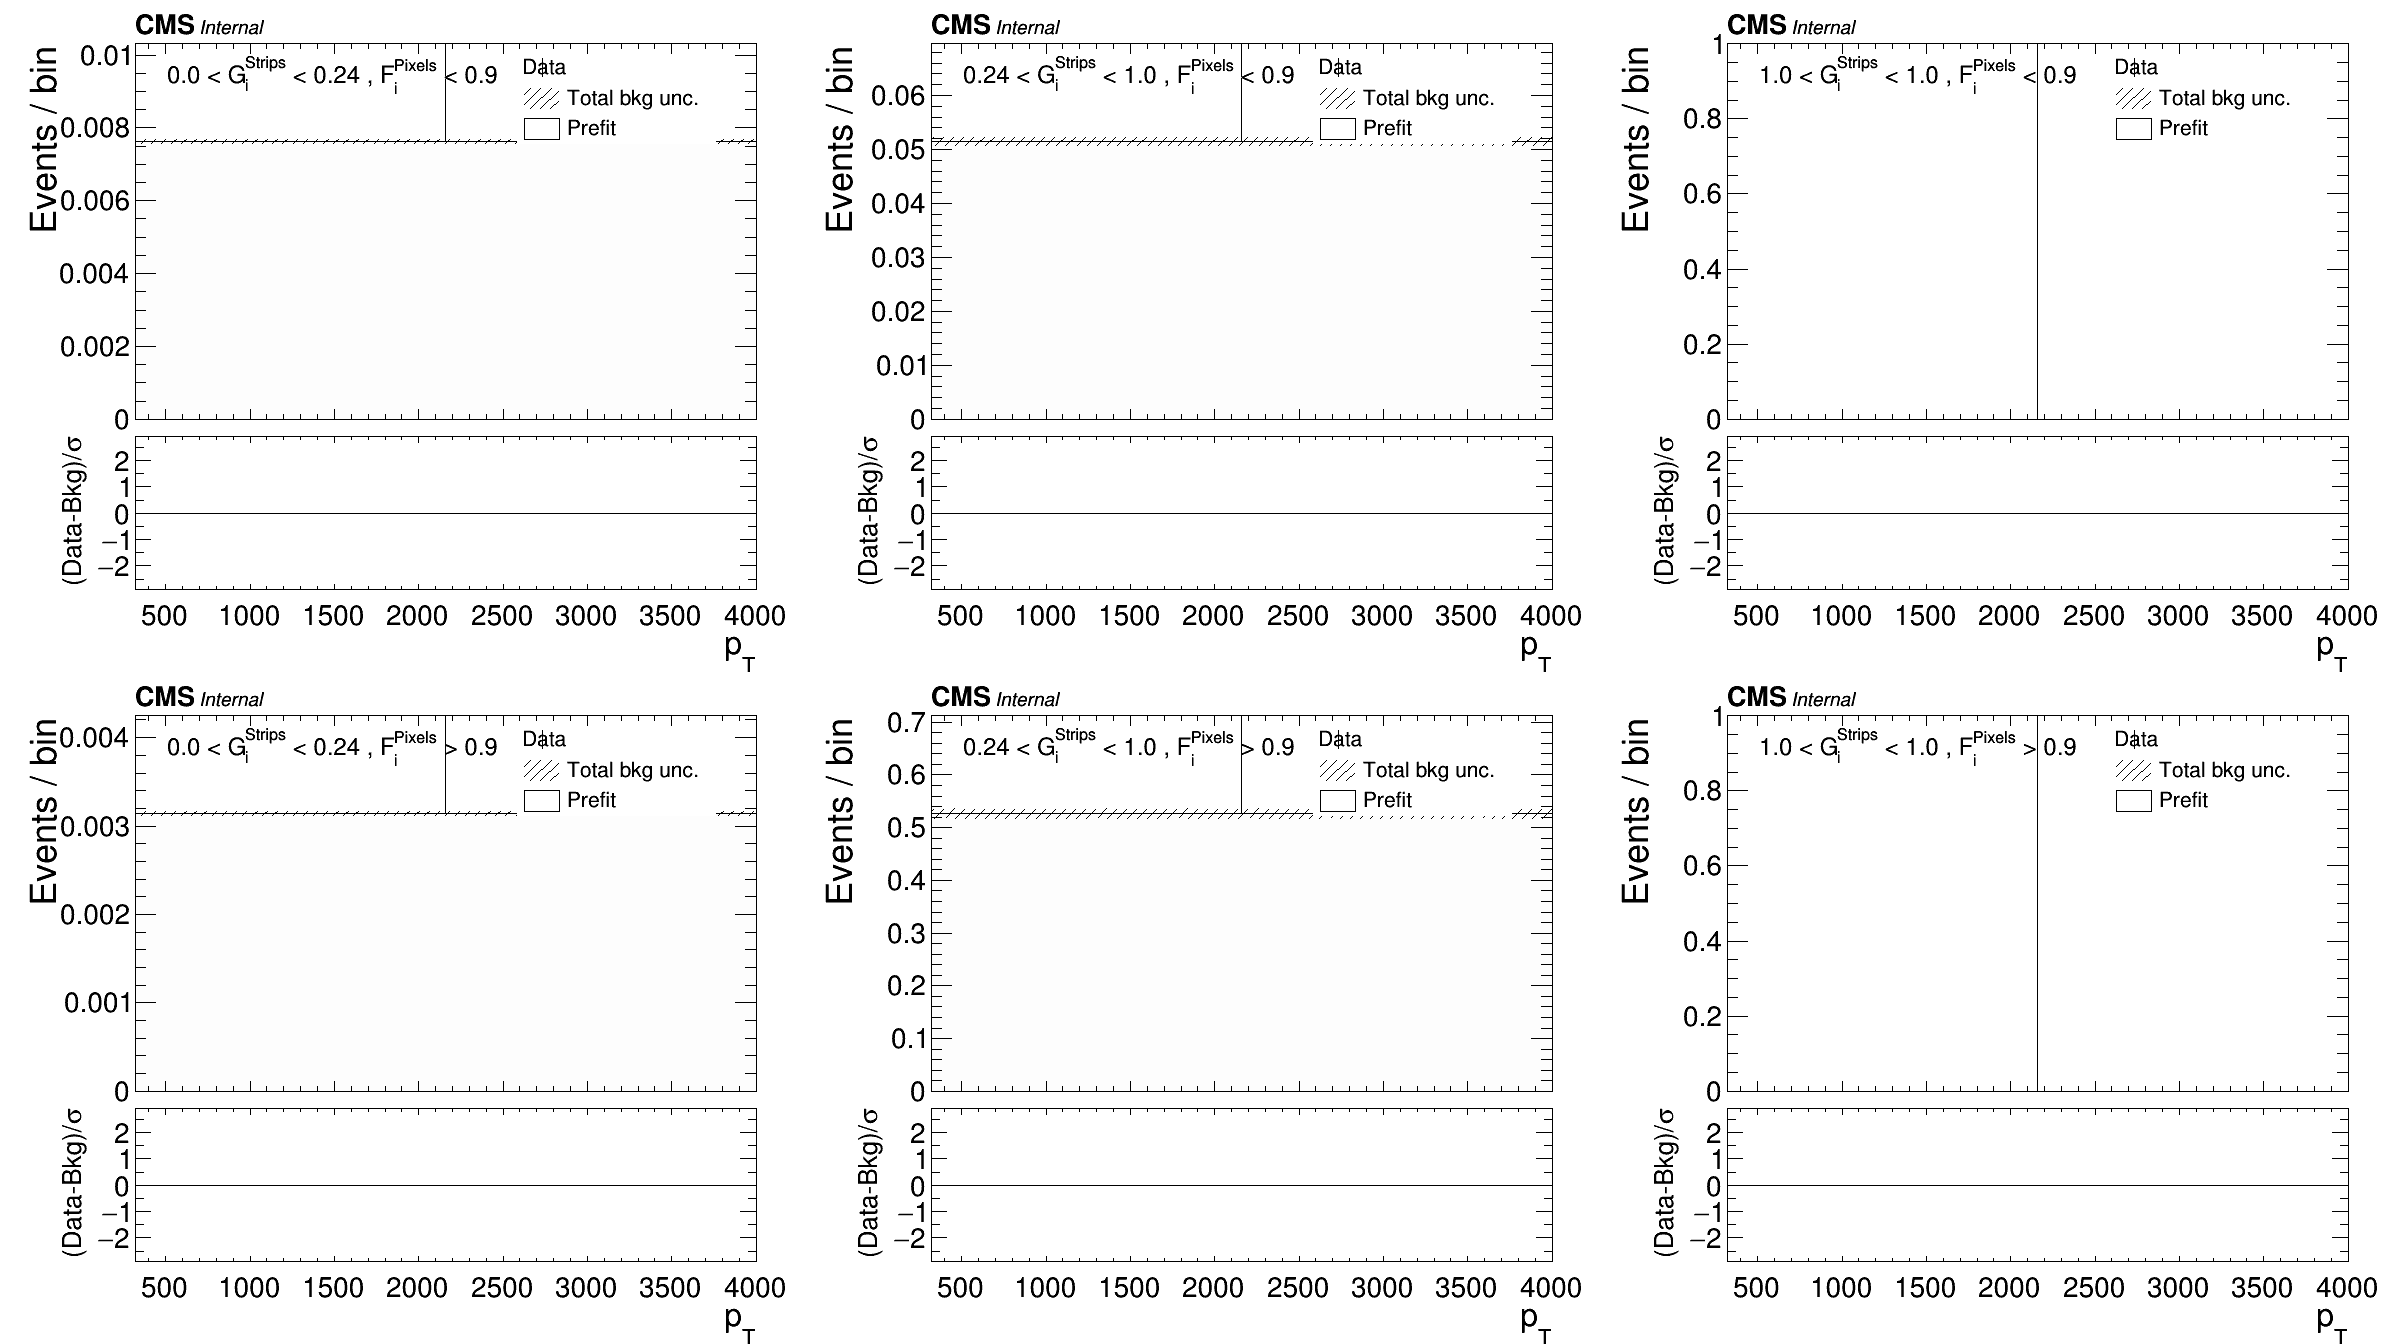 CMS Internal
Events / bin
0.0 < G_i^Strips < 0.24 , F_i^Pixels < 0.9
Data
Total bkg unc.
Prefit
0.01
0.008
0.006
0.004
0.002
0
(Data-Bkg)/σ
2
1
0
−1
−2
500 1000 1500 2000 2500 3000 3500 4000
p_T
CMS Internal
Events / bin
0.24 < G_i^Strips < 1.0 , F_i^Pixels < 0.9
Data
Total bkg unc.
Prefit
0.06
0.05
0.04
0.03
0.02
0.01
0
(Data-Bkg)/σ
2
1
0
−1
−2
500 1000 1500 2000 2500 3000 3500 4000
p_T
CMS Internal
Events / bin
1.0 < G_i^Strips < 1.0 , F_i^Pixels < 0.9
Data
Total bkg unc.
Prefit
1
0.8
0.6
0.4
0.2
0
(Data-Bkg)/σ
2
1
0
−1
−2
500 1000 1500 2000 2500 3000 3500 4000
p_T
CMS Internal
Events / bin
0.0 < G_i^Strips < 0.24 , F_i^Pixels > 0.9
Data
Total bkg unc.
Prefit
0.004
0.003
0.002
0.001
0
(Data-Bkg)/σ
2
1
0
−1
−2
500 1000 1500 2000 2500 3000 3500 4000
p_T
CMS Internal
Events / bin
0.24 < G_i^Strips < 1.0 , F_i^Pixels > 0.9
Data
Total bkg unc.
Prefit
0.7
0.6
0.5
0.4
0.3
0.2
0.1
0
(Data-Bkg)/σ
2
1
0
−1
−2
500 1000 1500 2000 2500 3000 3500 4000
p_T
CMS Internal
Events / bin
1.0 < G_i^Strips < 1.0 , F_i^Pixels > 0.9
Data
Total bkg unc.
Prefit
1
0.8
0.6
0.4
0.2
0
(Data-Bkg)/σ
2
1
0
−1
−2
500 1000 1500 2000 2500 3000 3500 4000
p_T